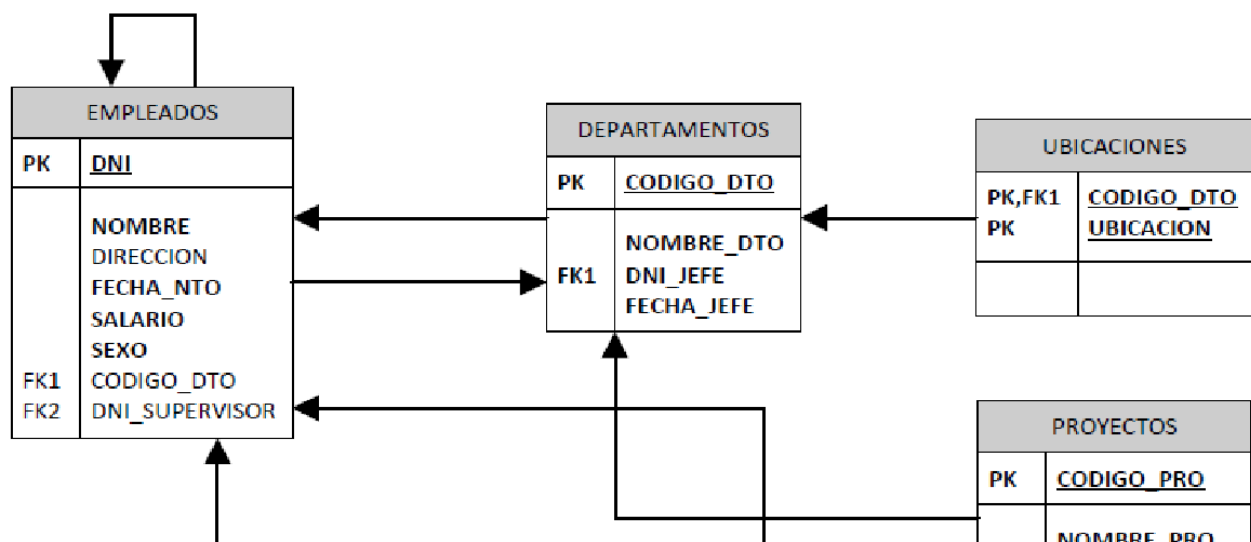 EMPLEADOS
PK DNI
NOMBRE
DIRECCION
FECHA_NTO
SALARIO
SEXO
FK1 CODIGO_DTO
FK2 DNI_SUPERVISOR
DEPARTAMENTOS
PK CODIGO_DTO
NOMBRE_DTO
FK1 DNI_JEFE
FECHA_JEFE
UBICACIONES
PK,FK1 CODIGO_DTO
PK UBICACION
PROYECTOS
PK CODIGO_PRO
NOMBRE_PRO